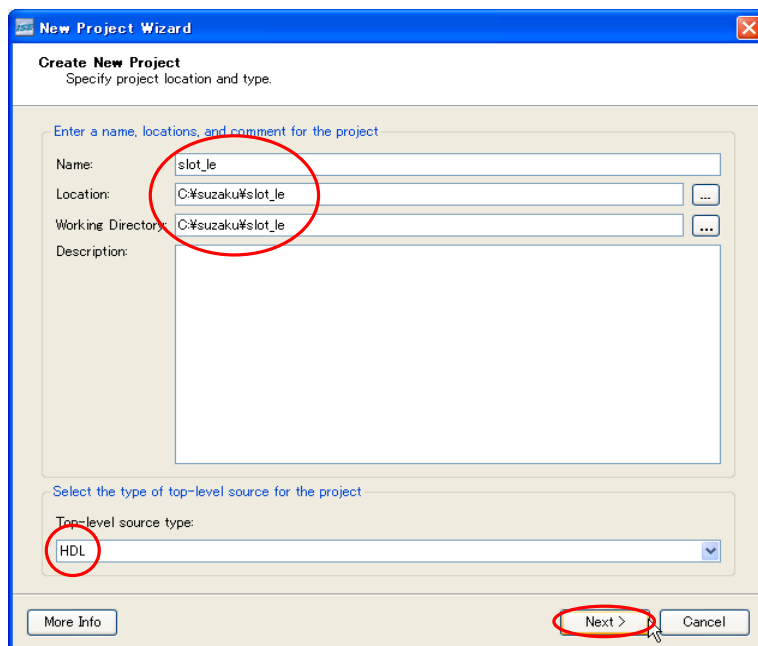 ISE New Project Wizard
Create New Project
Specify project location and type.
Enter a name, locations, and comment for the project
Name: slot_le
Location: C:¥suzaku¥slot_le ...
Working Directory: C:¥suzaku¥slot_le ...
Description:
Select the type of top-level source for the project
Top-level source type:
HDL
More Info Next > Cancel